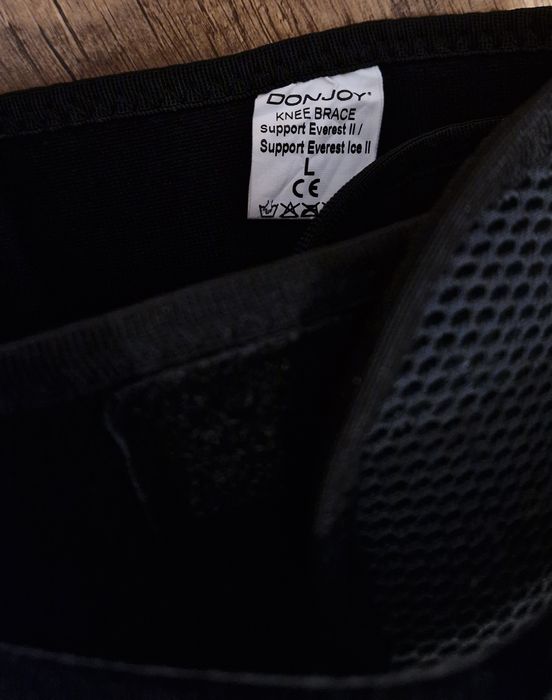 DONJOY®
KNEE BRACE
Support Everest II /
Support Everest Ice II
L
CE